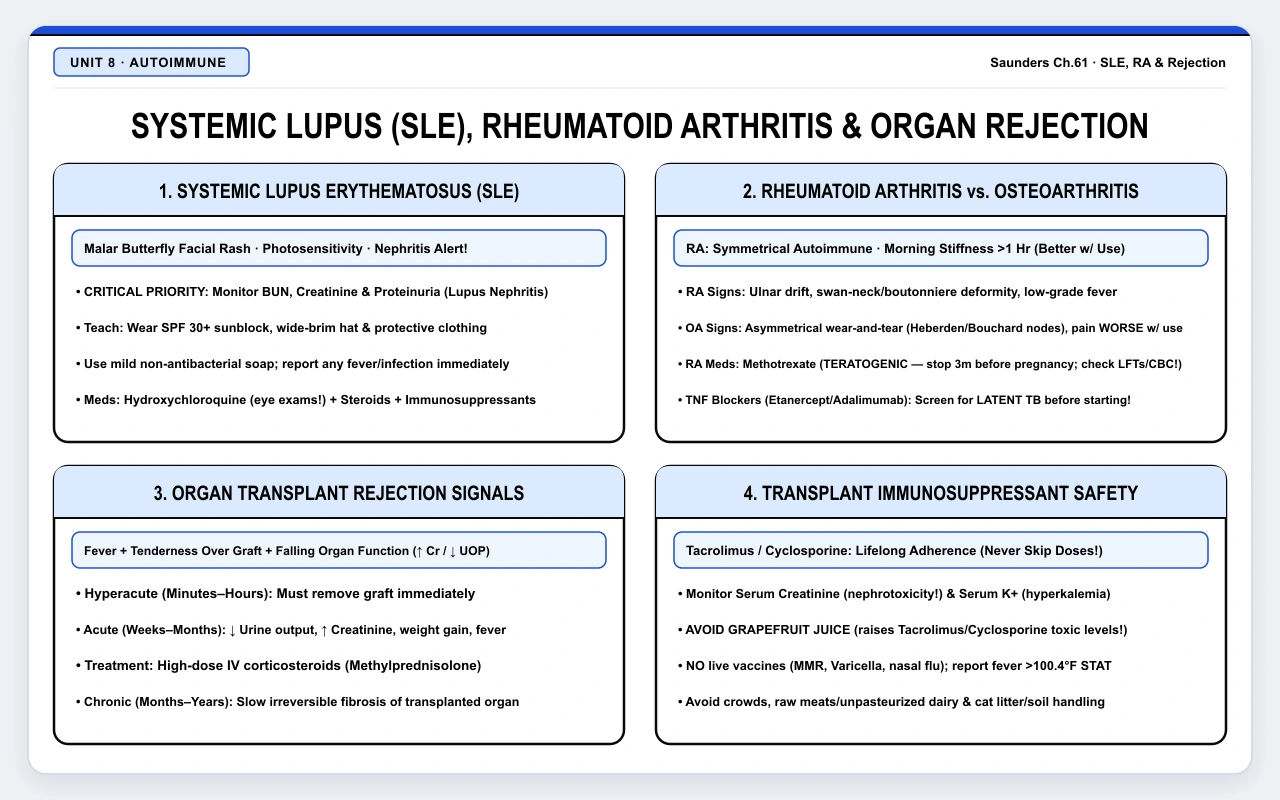 UNIT 8 · AUTOIMMUNE
Saunders Ch.61 · SLE, RA & Rejection
SYSTEMIC LUPUS (SLE), RHEUMATOID ARTHRITIS & ORGAN REJECTION
1. SYSTEMIC LUPUS ERYTHEMATOSUS (SLE)
Malar Butterfly Facial Rash · Photosensitivity · Nephritis Alert!
• CRITICAL PRIORITY: Monitor BUN, Creatinine & Proteinuria (Lupus Nephritis)
• Teach: Wear SPF 30+ sunblock, wide-brim hat & protective clothing
• Use mild non-antibacterial soap; report any fever/infection immediately
• Meds: Hydroxychloroquine (eye exams!) + Steroids + Immunosuppressants
2. RHEUMATOID ARTHRITIS vs. OSTEOARTHRITIS
RA: Symmetrical Autoimmune · Morning Stiffness >1 Hr (Better w/ Use)
• RA Signs: Ulnar drift, swan-neck/boutonniere deformity, low-grade fever
• OA Signs: Asymmetrical wear-and-tear (Heberden/Bouchard nodes), pain WORSE w/ use
• RA Meds: Methotrexate (TERATOGENIC — stop 3m before pregnancy; check LFTs/CBC!)
• TNF Blockers (Etanercept/Adalimumab): Screen for LATENT TB before starting!
3. ORGAN TRANSPLANT REJECTION SIGNALS
Fever + Tenderness Over Graft + Falling Organ Function (↑ Cr / ↓ UOP)
• Hyperacute (Minutes–Hours): Must remove graft immediately
• Acute (Weeks–Months): ↓ Urine output, ↑ Creatinine, weight gain, fever
• Treatment: High-dose IV corticosteroids (Methylprednisolone)
• Chronic (Months–Years): Slow irreversible fibrosis of transplanted organ
4. TRANSPLANT IMMUNOSUPPRESSANT SAFETY
Tacrolimus / Cyclosporine: Lifelong Adherence (Never Skip Doses!)
• Monitor Serum Creatinine (nephrotoxicity!) & Serum K+ (hyperkalemia)
• AVOID GRAPEFRUIT JUICE (raises Tacrolimus/Cyclosporine toxic levels!)
• NO live vaccines (MMR, Varicella, nasal flu); report fever >100.4°F STAT
• Avoid crowds, raw meats/unpasteurized dairy & cat litter/soil handling